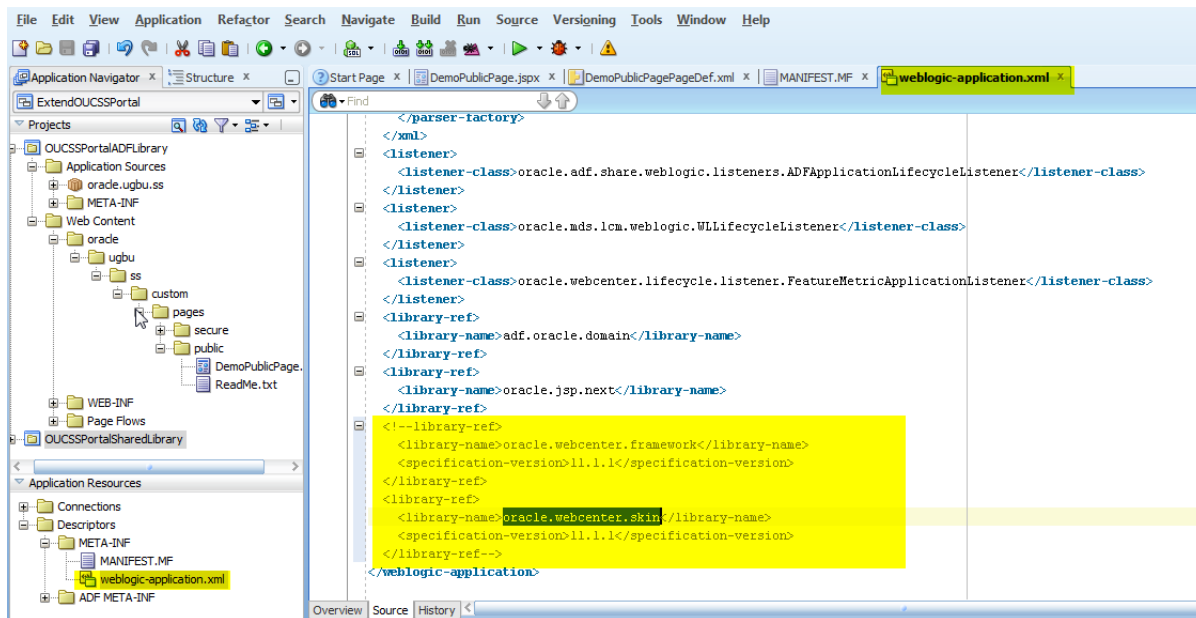 File Edit View Application Refactor Search Navigate Build Run Source Versioning Tools Window Help
Application Navigator x Structure x
Start Page x DemoPublicPage.jspx x DemoPublicPagePageDef.xml x MANIFEST.MF x weblogic-application.xml x
ExtendOUCSSPortal
Find
Projects
OUCSSPortalADFLibrary
Application Sources
oracle.ugbu.ss
META-INF
Web Content
oracle
ugbu
ss
custom
pages
secure
public
DemoPublicPage.
ReadMe.txt
WEB-INF
Page Flows
OUCSSPortalSharedLibrary
Application Resources
Connections
Descriptors
META-INF
MANIFEST.MF
weblogic-application.xml
ADF META-INF
</parser-factory>
</xml>
<listener>
<listener-class>oracle.adf.share.weblogic.listeners.ADFApplicationLifecycleListener</listener-class>
</listener>
<listener>
<listener-class>oracle.mds.lcm.weblogic.WLLifecycleListener</listener-class>
</listener>
<listener>
<listener-class>oracle.webcenter.lifecycle.listener.FeatureMetricApplicationListener</listener-class>
</listener>
<library-ref>
<library-name>adf.oracle.domain</library-name>
</library-ref>
<library-ref>
<library-name>oracle.jsp.next</library-name>
</library-ref>
<!--library-ref>
<library-name>oracle.webcenter.framework</library-name>
<specification-version>11.1.1</specification-version>
</library-ref>
<library-ref>
<library-name>oracle.webcenter.skin</library-name>
<specification-version>11.1.1</specification-version>
</library-ref-->
</weblogic-application>
Overview Source History